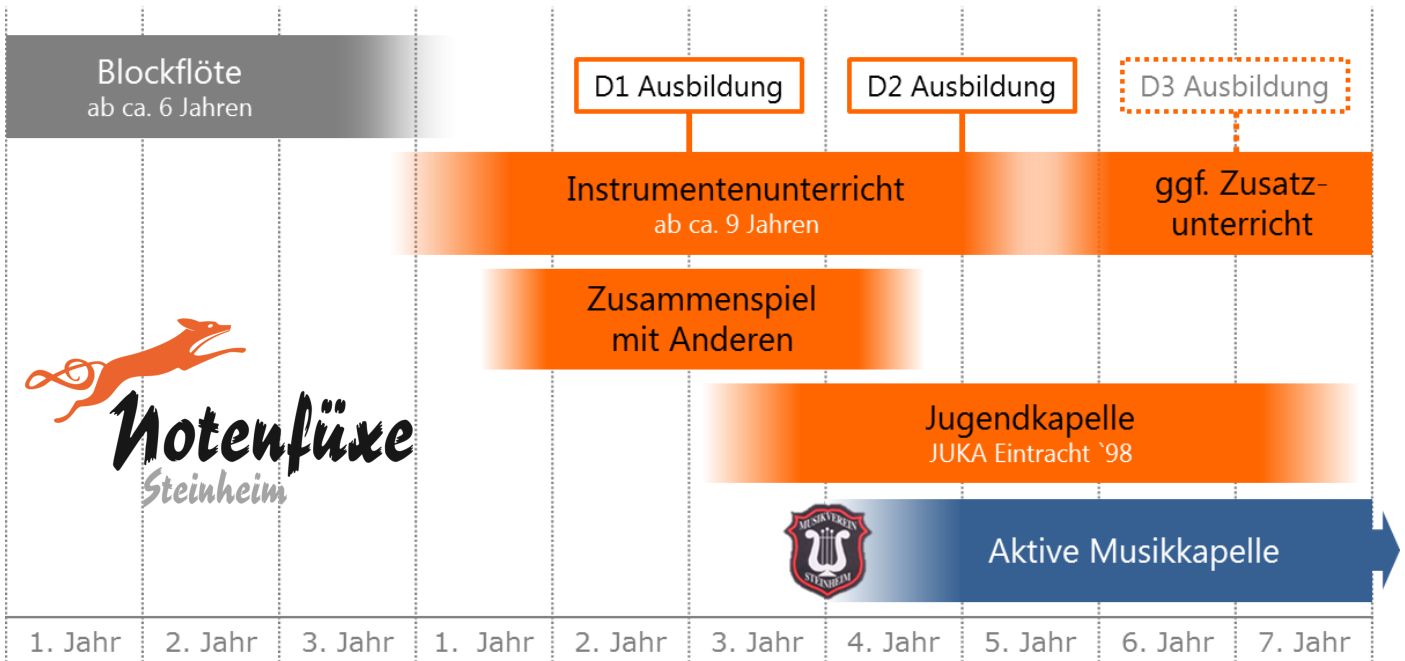 Blockflöte
ab ca. 6 Jahren
D1 Ausbildung
D2 Ausbildung
D3 Ausbildung
Instrumentenunterricht
ab ca. 9 Jahren
ggf. Zusatz-
unterricht
Zusammenspiel
mit Anderen
Notenfüxe
Steinheim
Jugendkapelle
JUKA Eintracht `98
MUSIKVEREIN
STEINHEIM
Aktive Musikkapelle
1. Jahr
2. Jahr
3. Jahr
1. Jahr
2. Jahr
3. Jahr
4. Jahr
5. Jahr
6. Jahr
7. Jahr